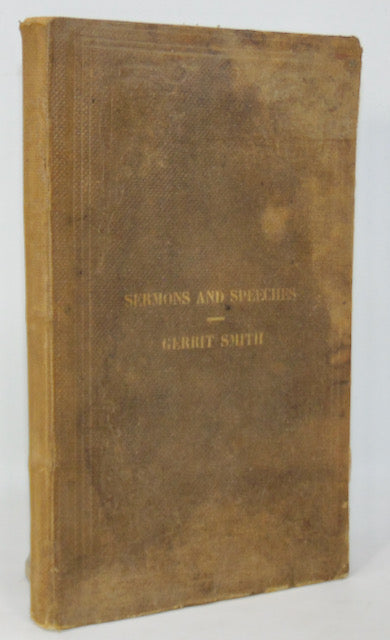 SERMONS AND SPEECHES
GERRIT SMITH